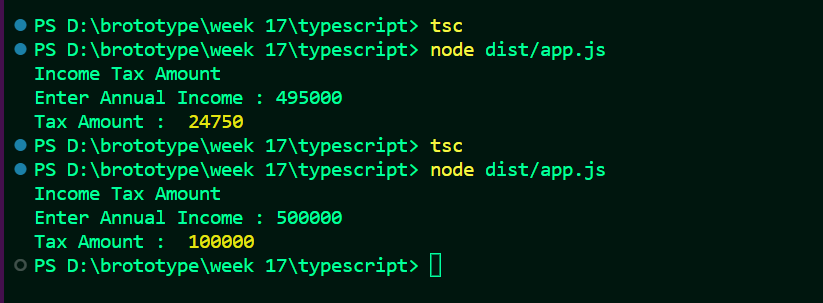 PS D:\brototype\week 17\typescript> tsc
PS D:\brototype\week 17\typescript> node dist/app.js
Income Tax Amount
Enter Annual Income : 495000
Tax Amount :  24750
PS D:\brototype\week 17\typescript> tsc
PS D:\brototype\week 17\typescript> node dist/app.js
Income Tax Amount
Enter Annual Income : 500000
Tax Amount :  100000
PS D:\brototype\week 17\typescript>